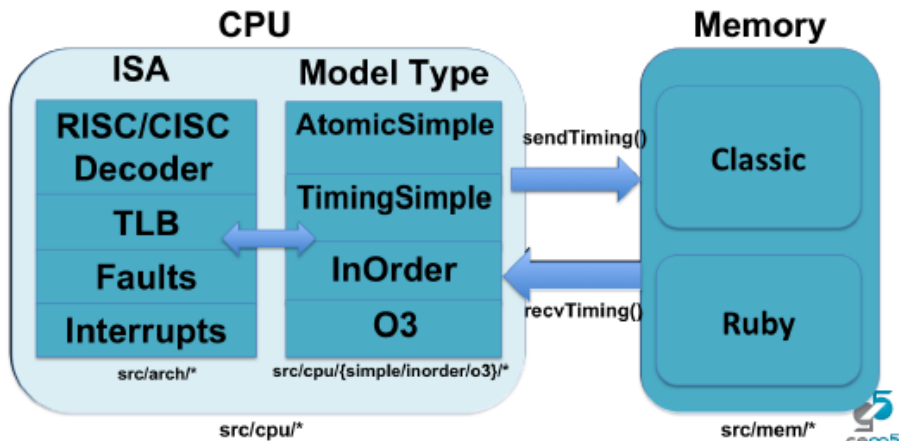 CPU
Memory
ISA
Model Type
RISC/CISC
Decoder
TLB
Faults
Interrupts
AtomicSimple
TimingSimple
InOrder
O3
sendTiming()
recvTiming()
Classic
Ruby
src/arch/*
src/cpu/{simple/inorder/o3}/*
src/cpu/*
src/mem/*